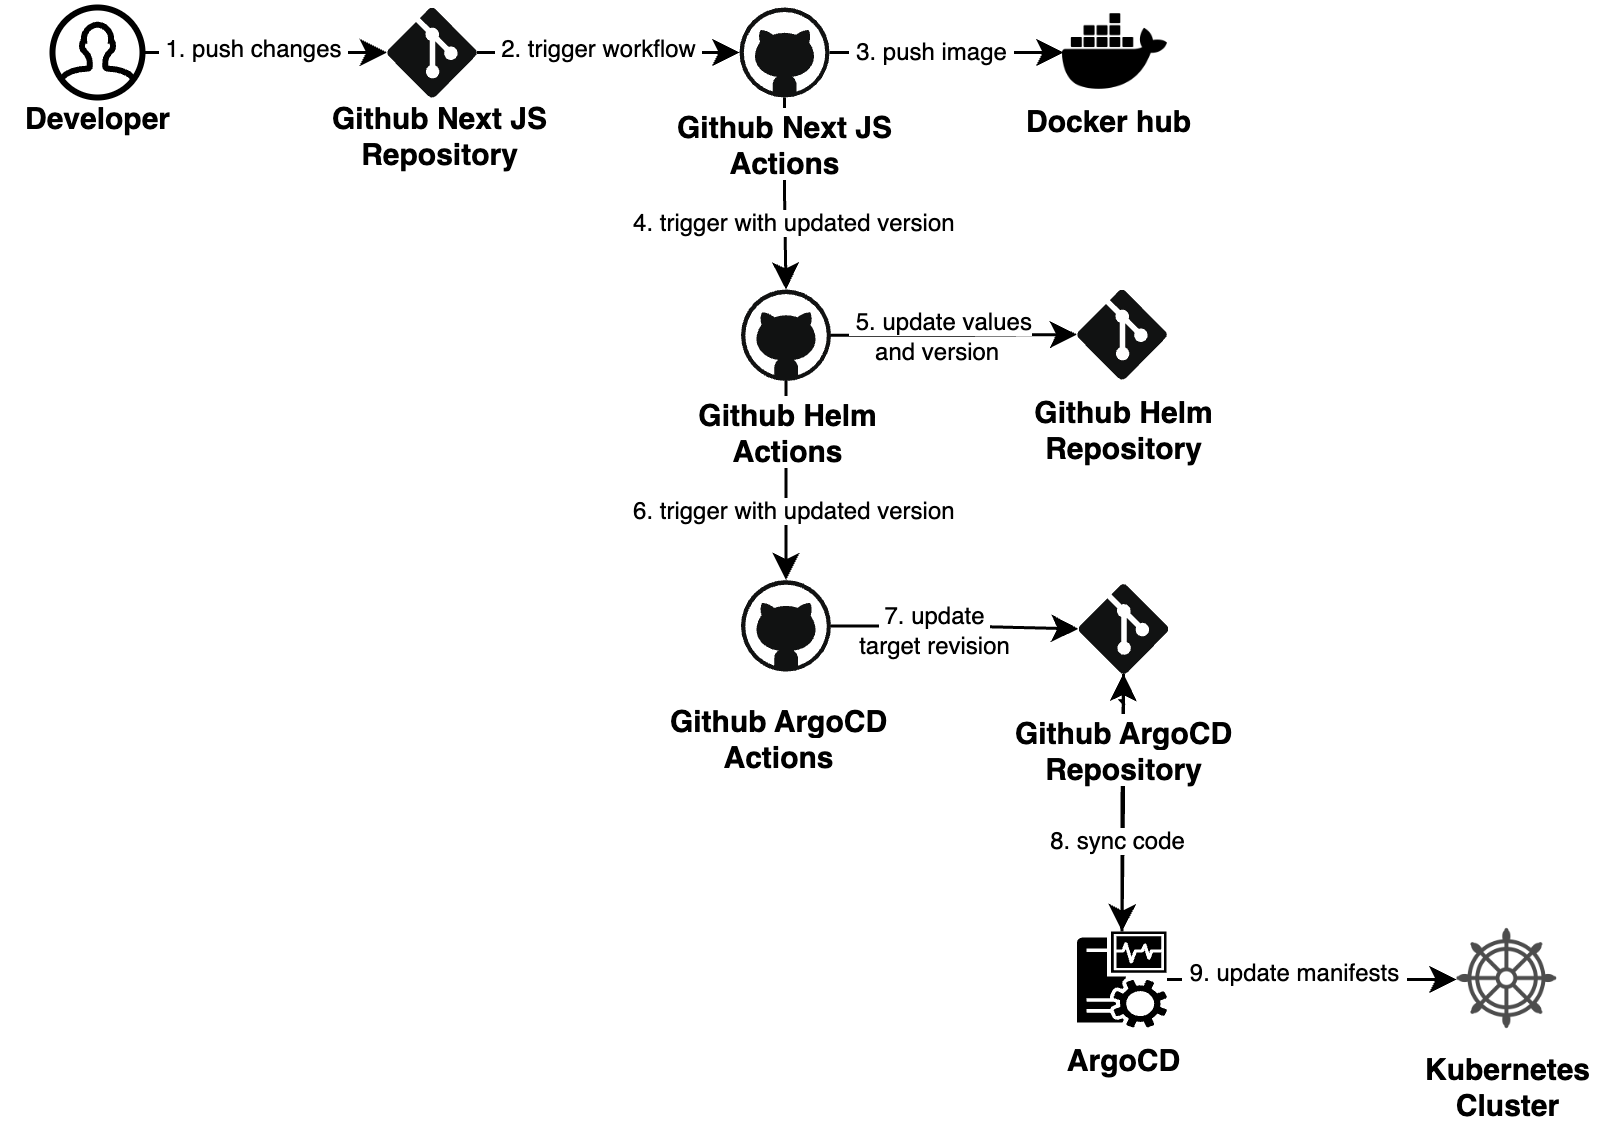 1. push changes
2. trigger workflow
3. push image
Developer
Github Next JS
Repository
Github Next JS
Actions
Docker hub
4. trigger with updated version
5. update values
and version
Github Helm
Actions
Github Helm
Repository
6. trigger with updated version
7. update
target revision
Github ArgoCD
Actions
Github ArgoCD
Repository
8. sync code
9. update manifests
ArgoCD
Kubernetes
Cluster